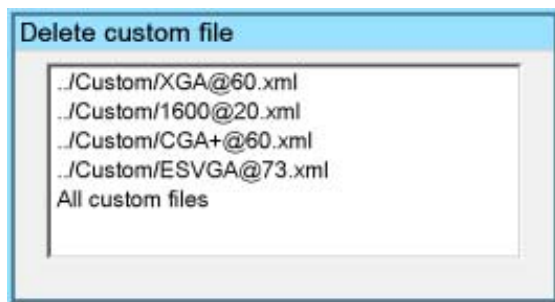 Delete custom file
../Custom/XGA@60.xml
../Custom/1600@20.xml
../Custom/CGA+@60.xml
../Custom/ESVGA@73.xml
All custom files